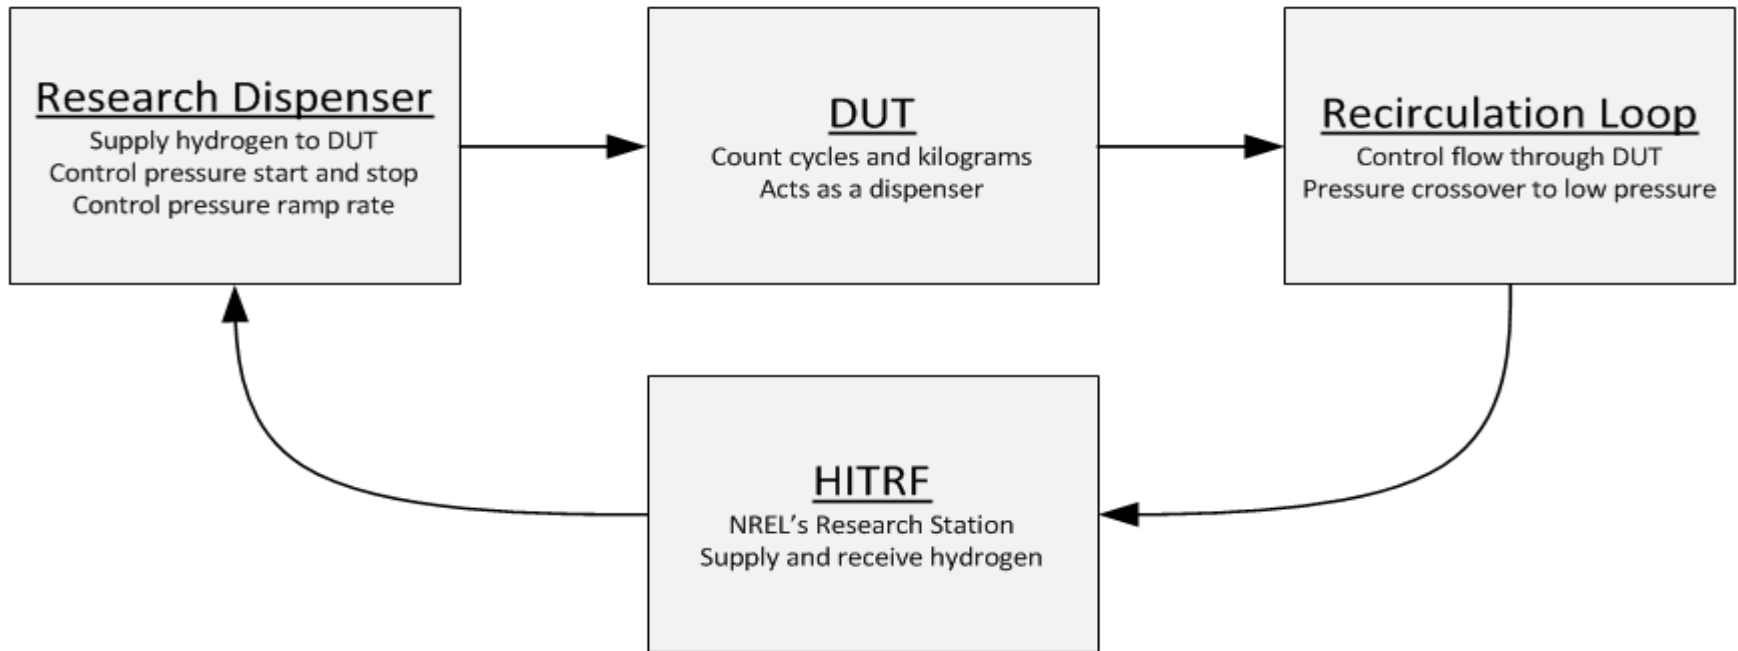 Research Dispenser
Supply hydrogen to DUT
Control pressure start and stop
Control pressure ramp rate
DUT
Count cycles and kilograms
Acts as a dispenser
Recirculation Loop
Control flow through DUT
Pressure crossover to low pressure
HITRF
NREL’s Research Station
Supply and receive hydrogen